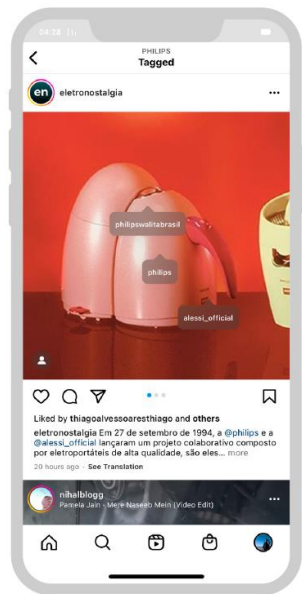 04:38
PHILIPS
Tagged
en eletronostalgia
philipswalitabrasil
philips
alessi_official
Liked by thiagoalvessoaresthiago and others
eletronostalgia Em 27 de setembro de 1994, a @philips e a
@alessi_official lançaram um projeto colaborativo composto
por eletroportáteis de alta qualidade, são eles... more
20 hours ago · See Translation
nihalblogg
Pamela Jain · Mere Naseeb Mein (Video Edit)